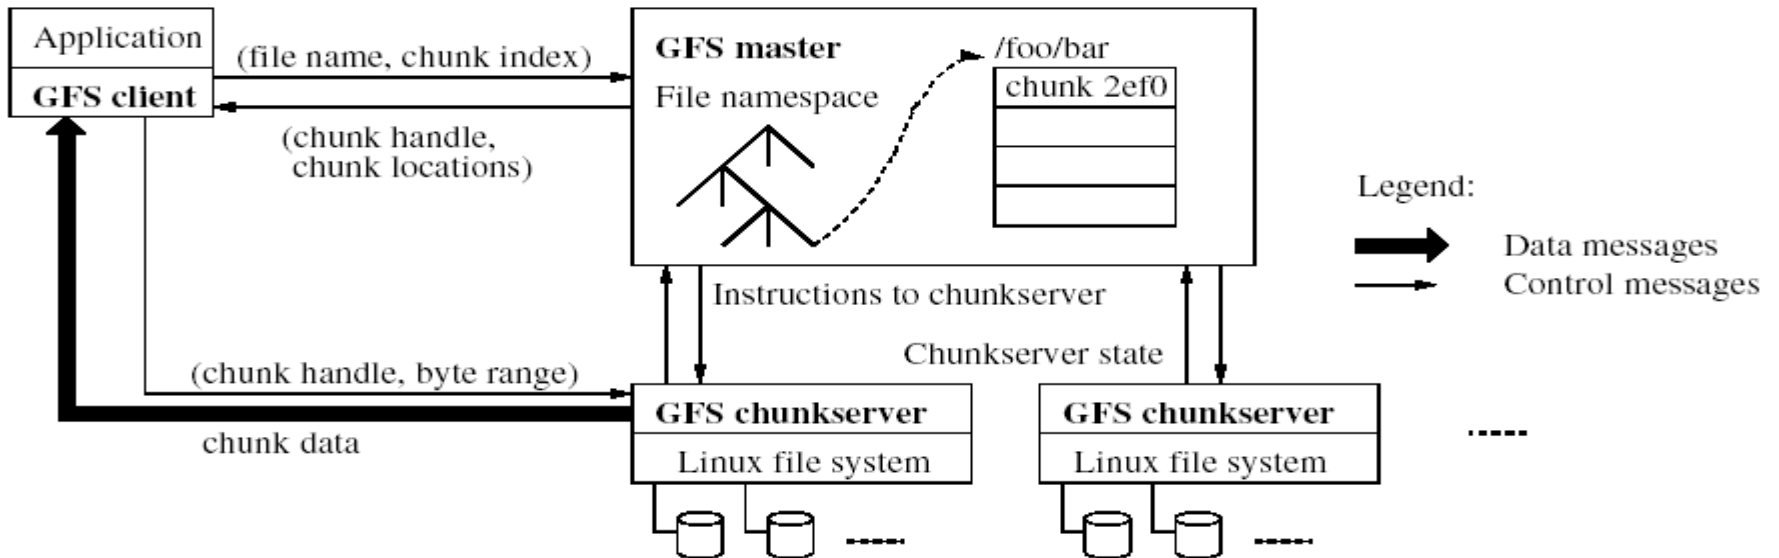 Application
GFS client
(file name, chunk index)
(chunk handle,
chunk locations)
GFS master
File namespace
/foo/bar
chunk 2ef0
Legend:
Data messages
Control messages
Instructions to chunkserver
Chunkserver state
(chunk handle, byte range)
chunk data
GFS chunkserver
Linux file system
GFS chunkserver
Linux file system